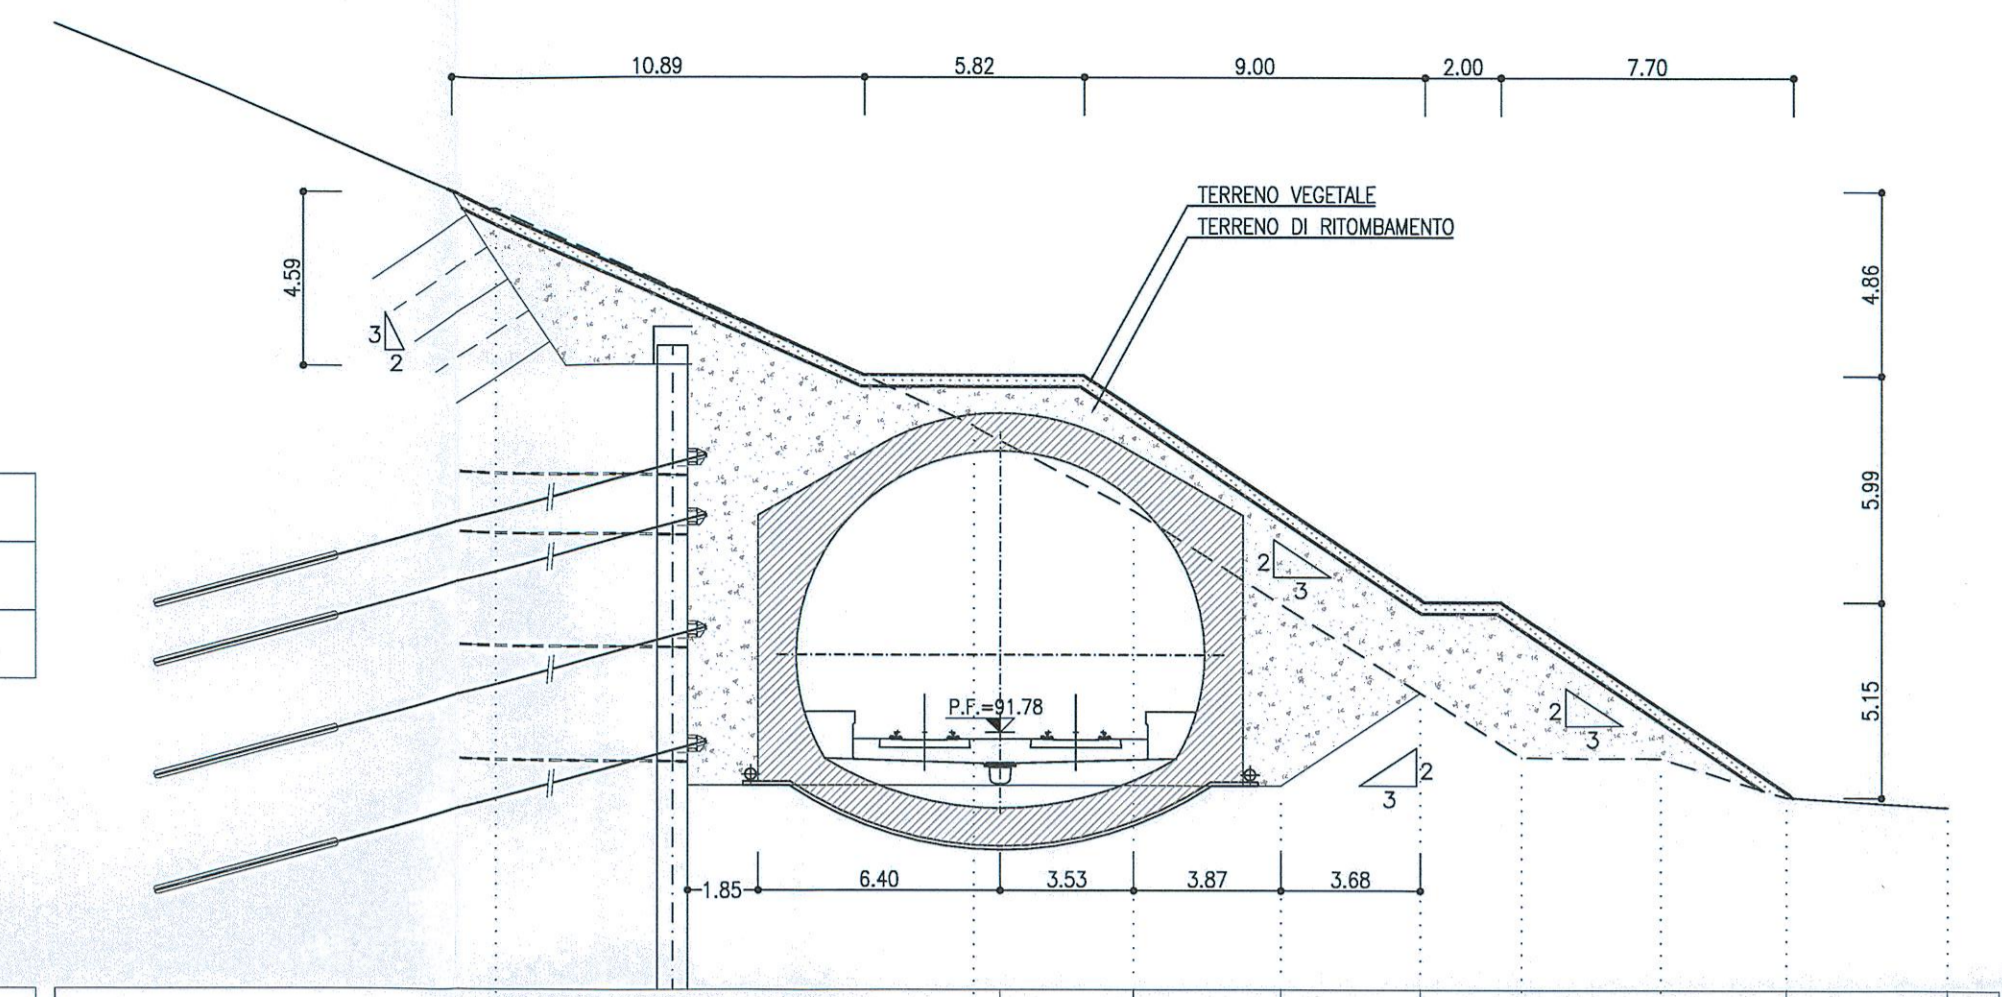 10.89 5.82 9.00 2.00 7.70
TERRENO VEGETALE
TERRENO DI RITOMBAMENTO
4.59
4.86
3
2
5.99
2
3
P.F.=91.78
5.15
2
3
2
3
1.85 6.40 3.53 3.87 3.68